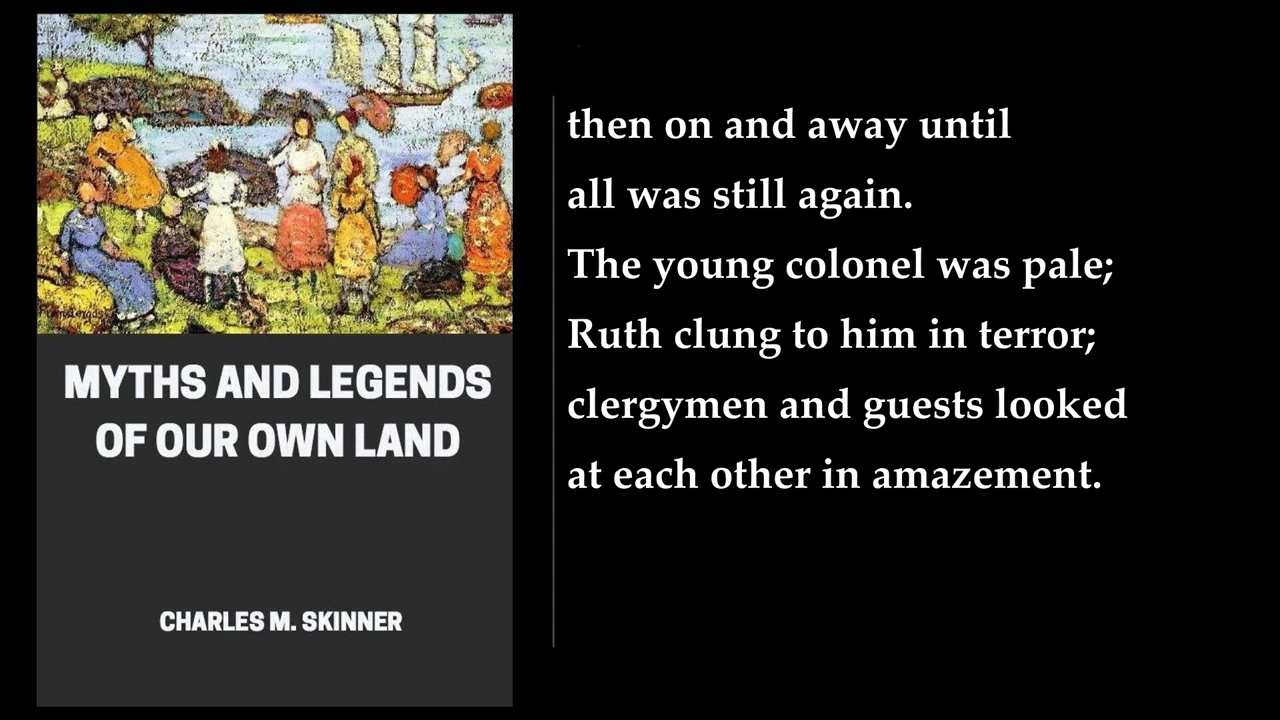 MYTHS AND LEGENDS
OF OUR OWN LAND
CHARLES M. SKINNER
then on and away until
all was still again.
The young colonel was pale;
Ruth clung to him in terror;
clergymen and guests looked
at each other in amazement.